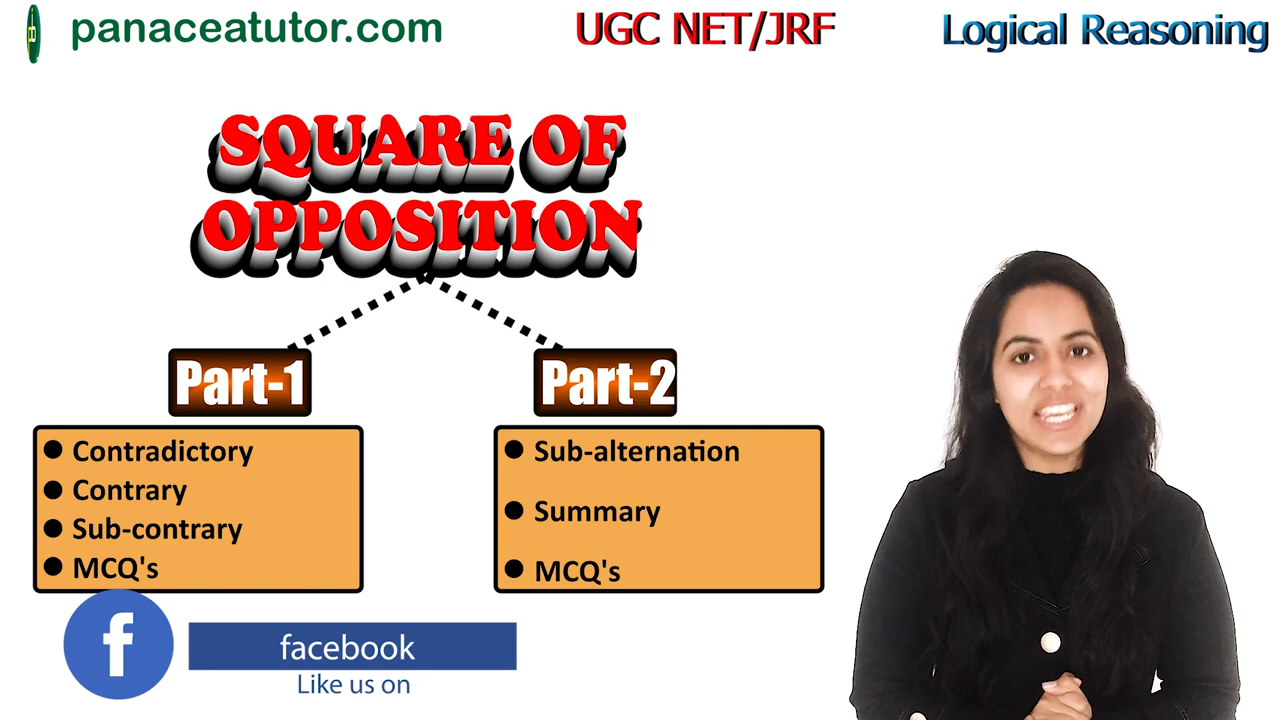 panaceatutor.com
UGC NET/JRF
Logical Reasoning
SQUARE OF
OPPOSITION
Part-1
Contradictory
Contrary
Sub-contrary
MCQ's
Part-2
Sub-alternation
Summary
MCQ's
f
facebook
Like us on